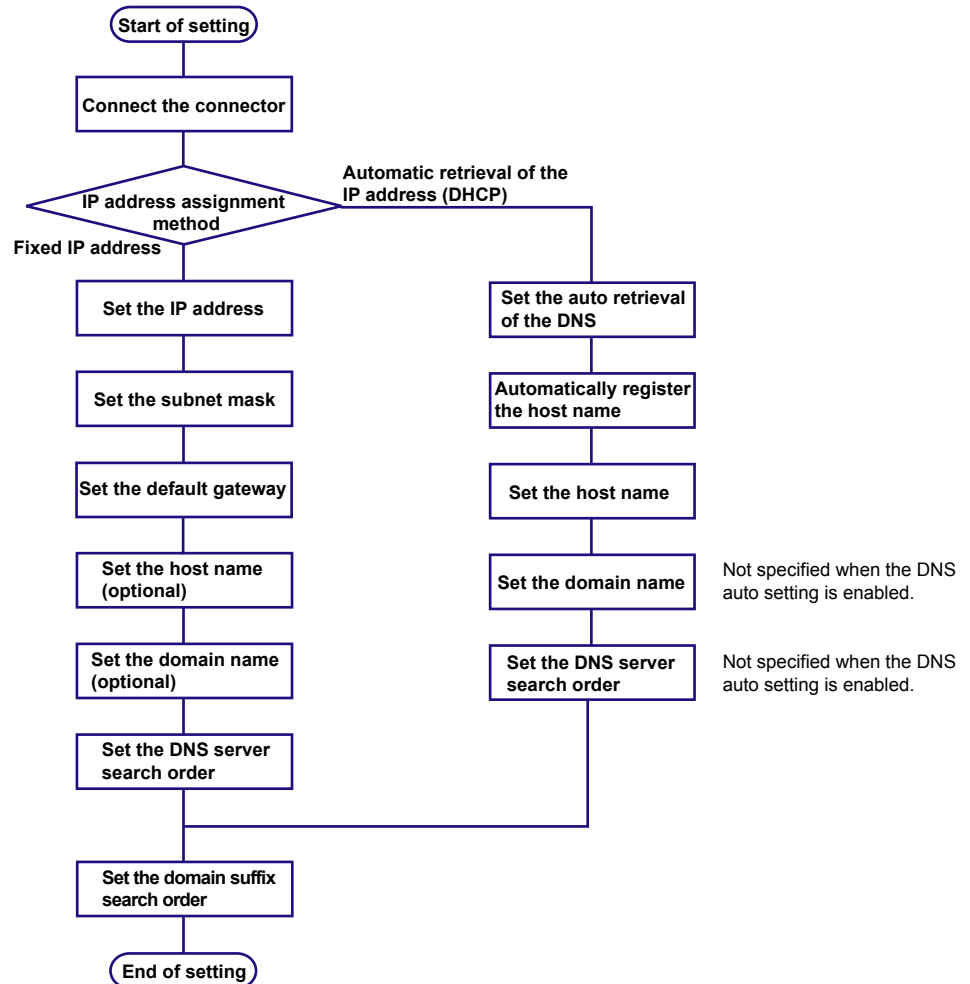 Start of setting
Connect the connector
IP address assignment
method
Automatic retrieval of the
IP address (DHCP)
Fixed IP address
Set the IP address
Set the subnet mask
Set the default gateway
Set the host name
(optional)
Set the domain name
(optional)
Set the DNS server
search order
Set the auto retrieval
of the DNS
Automatically register
the host name
Set the host name
Set the domain name
Not specified when the DNS
auto setting is enabled.
Set the DNS server
search order
Not specified when the DNS
auto setting is enabled.
Set the domain suffix
search order
End of setting